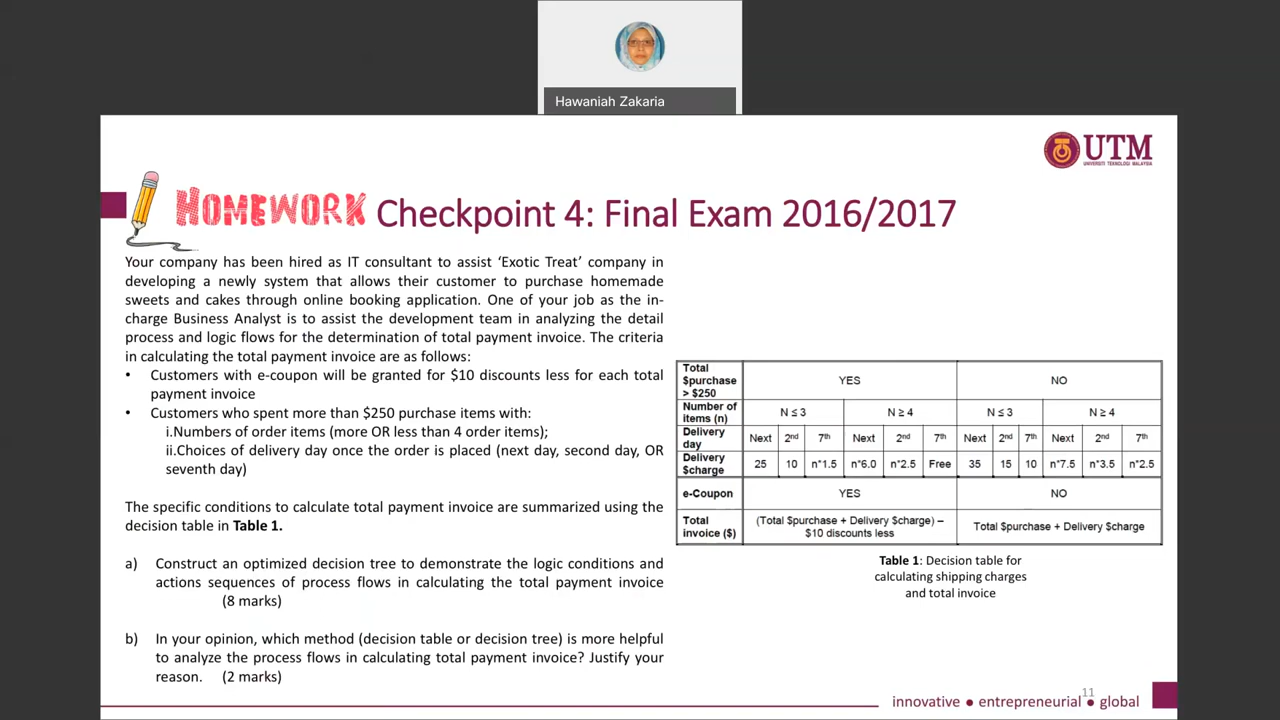 Hawaniah Zakaria
UTM
UNIVERSITI TEKNOLOGI MALAYSIA
HOMEWORK Checkpoint 4: Final Exam 2016/2017
Your company has been hired as IT consultant to assist ‘Exotic Treat’ company in
developing a newly system that allows their customer to purchase homemade
sweets and cakes through online booking application. One of your job as the in-
charge Business Analyst is to assist the development team in analyzing the detail
process and logic flows for the determination of total payment invoice. The criteria
in calculating the total payment invoice are as follows:
• Customers with e-coupon will be granted for $10 discounts less for each total
payment invoice
• Customers who spent more than $250 purchase items with:
i.Numbers of order items (more OR less than 4 order items);
ii.Choices of delivery day once the order is placed (next day, second day, OR
seventh day)
The specific conditions to calculate total payment invoice are summarized using the
decision table in Table 1.
a) Construct an optimized decision tree to demonstrate the logic conditions and
actions sequences of process flows in calculating the total payment invoice
(8 marks)
b) In your opinion, which method (decision table or decision tree) is more helpful
to analyze the process flows in calculating total payment invoice? Justify your
reason. (2 marks)
Total
$purchase
> $250
YES NO
Number of
items (n)
N ≤ 3 N ≥ 4 N ≤ 3 N ≥ 4
Delivery
day
Next 2nd 7th Next 2nd 7th Next 2nd 7th Next 2nd 7th
Delivery
$charge
25 10 n*1.5 n*6.0 n*2.5 Free 35 15 10 n*7.5 n*3.5 n*2.5
e-Coupon YES NO
Total
invoice ($)
(Total $purchase + Delivery $charge) –
$10 discounts less
Total $purchase + Delivery $charge
Table 1: Decision table for
calculating shipping charges
and total invoice
11
innovative ● entrepreneurial ● global